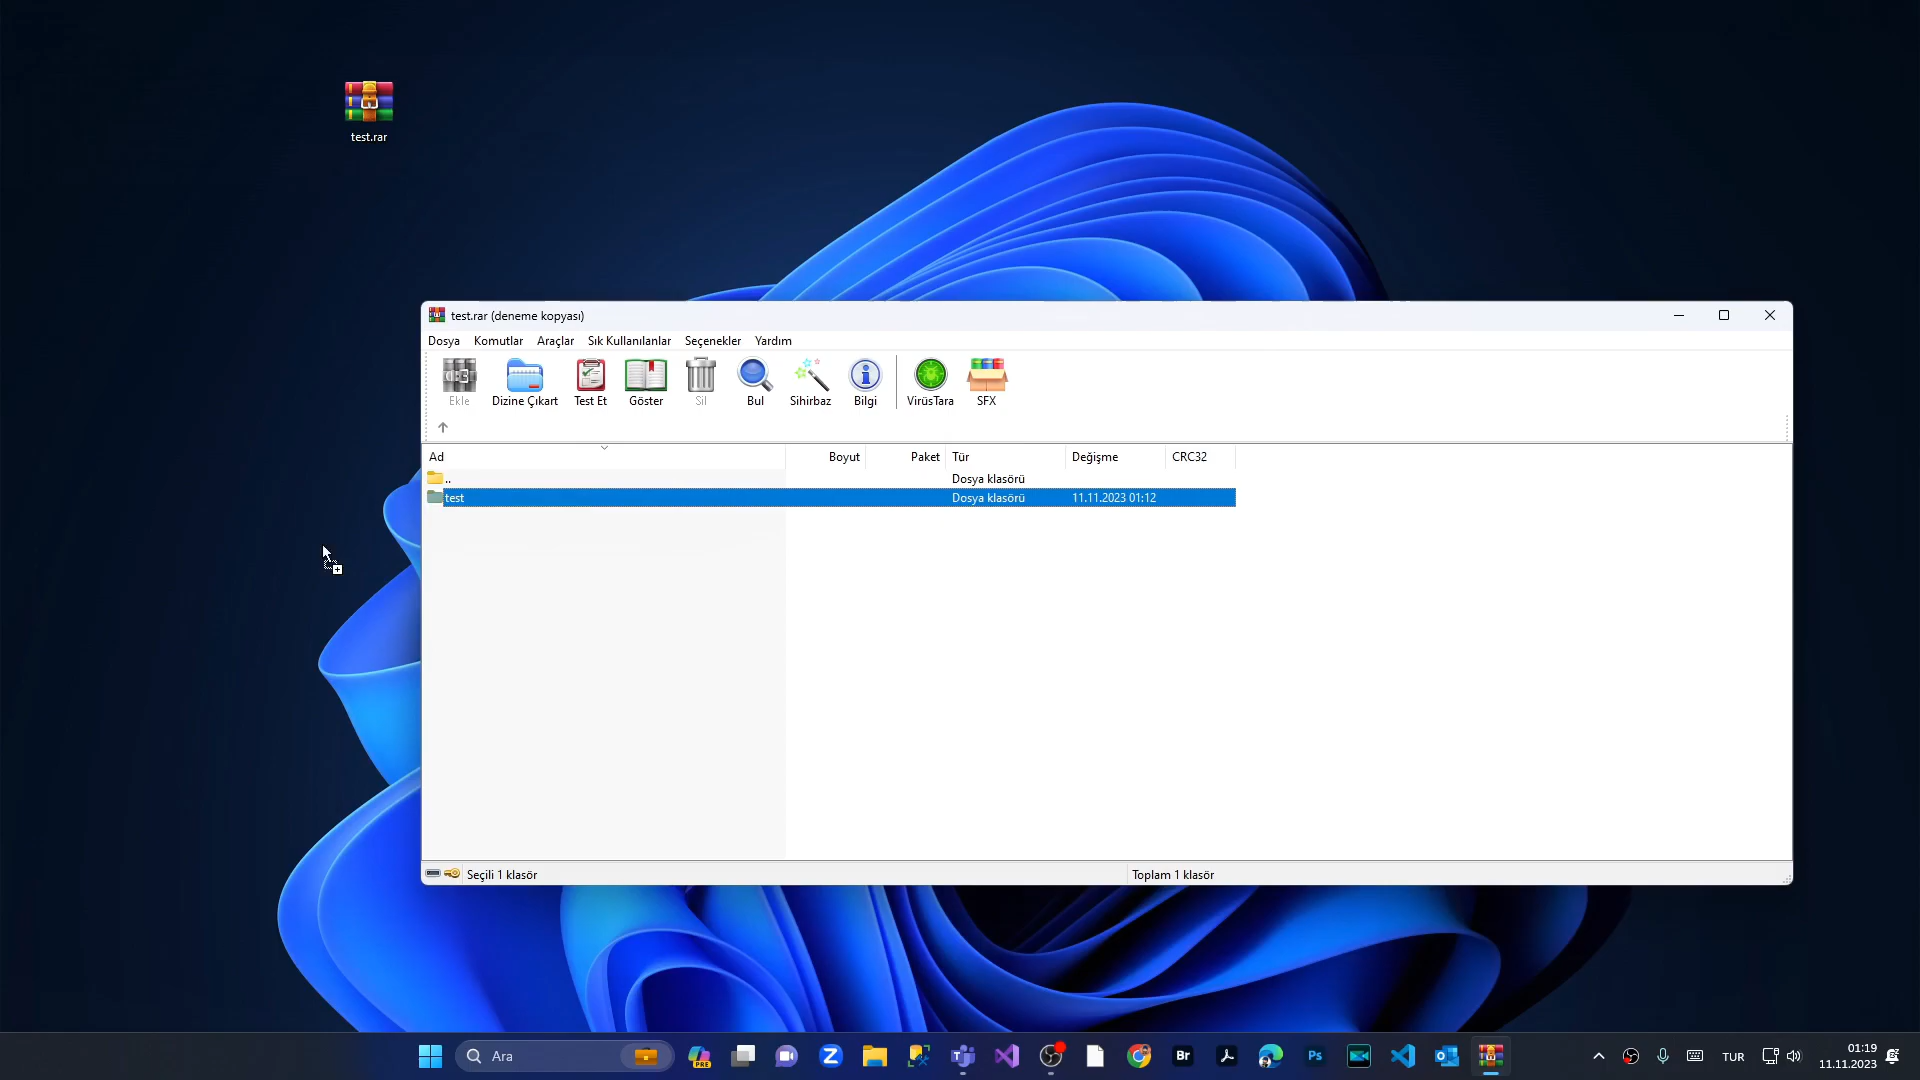 test.rar
test.rar (deneme kopyası)
Dosya Komutlar Araçlar Sık Kullanılanlar Seçenekler Yardım
Ekle Dizine Çıkart Test Et Göster Sil Bul Sihirbaz Bilgi VirüsTara SFX
Ad Boyut Paket Tür Değişme CRC32
.. Dosya klasörü
test Dosya klasörü 11.11.2023 01:12
Seçili 1 klasör Toplam 1 klasör
Ara PRE Z Br Ps TUR 01:19
11.11.2023